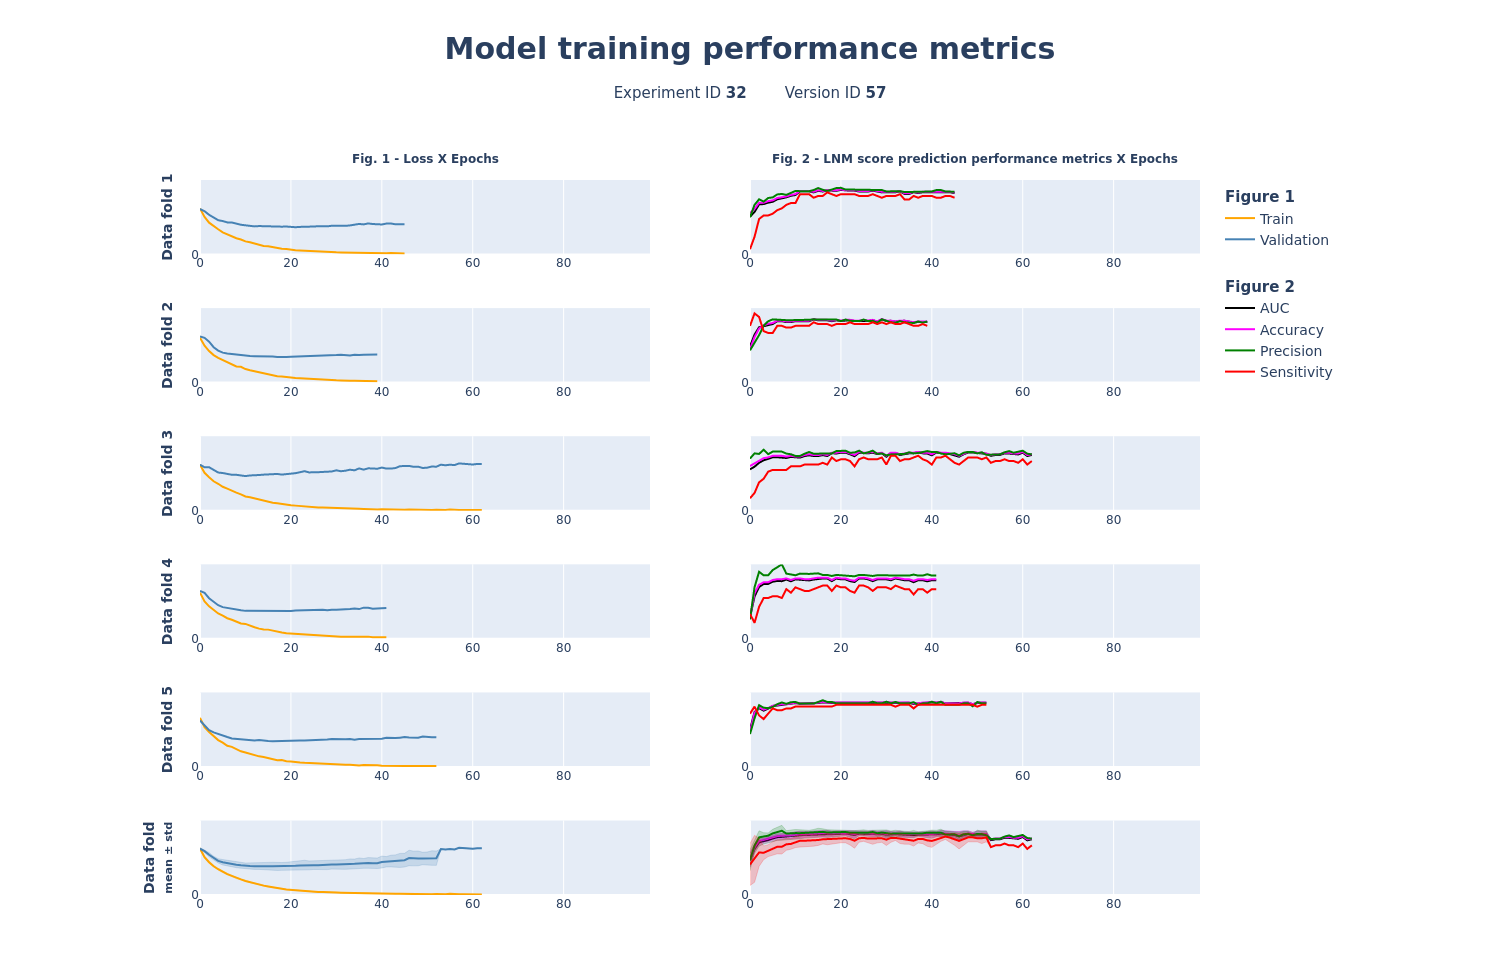 Model training performance metrics
Experiment ID 32 Version ID 57
Fig. 1 - Loss X Epochs
Fig. 2 - LNM score prediction performance metrics X Epochs
Data fold 1
0
0 20 40 60 80
0
0 20 40 60 80
Figure 1
Train
Validation
Figure 2
AUC
Accuracy
Precision
Sensitivity
Data fold 2
0
0 20 40 60 80
0
0 20 40 60 80
Data fold 3
0
0 20 40 60 80
0
0 20 40 60 80
Data fold 4
0
0 20 40 60 80
0
0 20 40 60 80
Data fold 5
0
0 20 40 60 80
0
0 20 40 60 80
Data fold
mean ± std
0
0 20 40 60 80
0
0 20 40 60 80